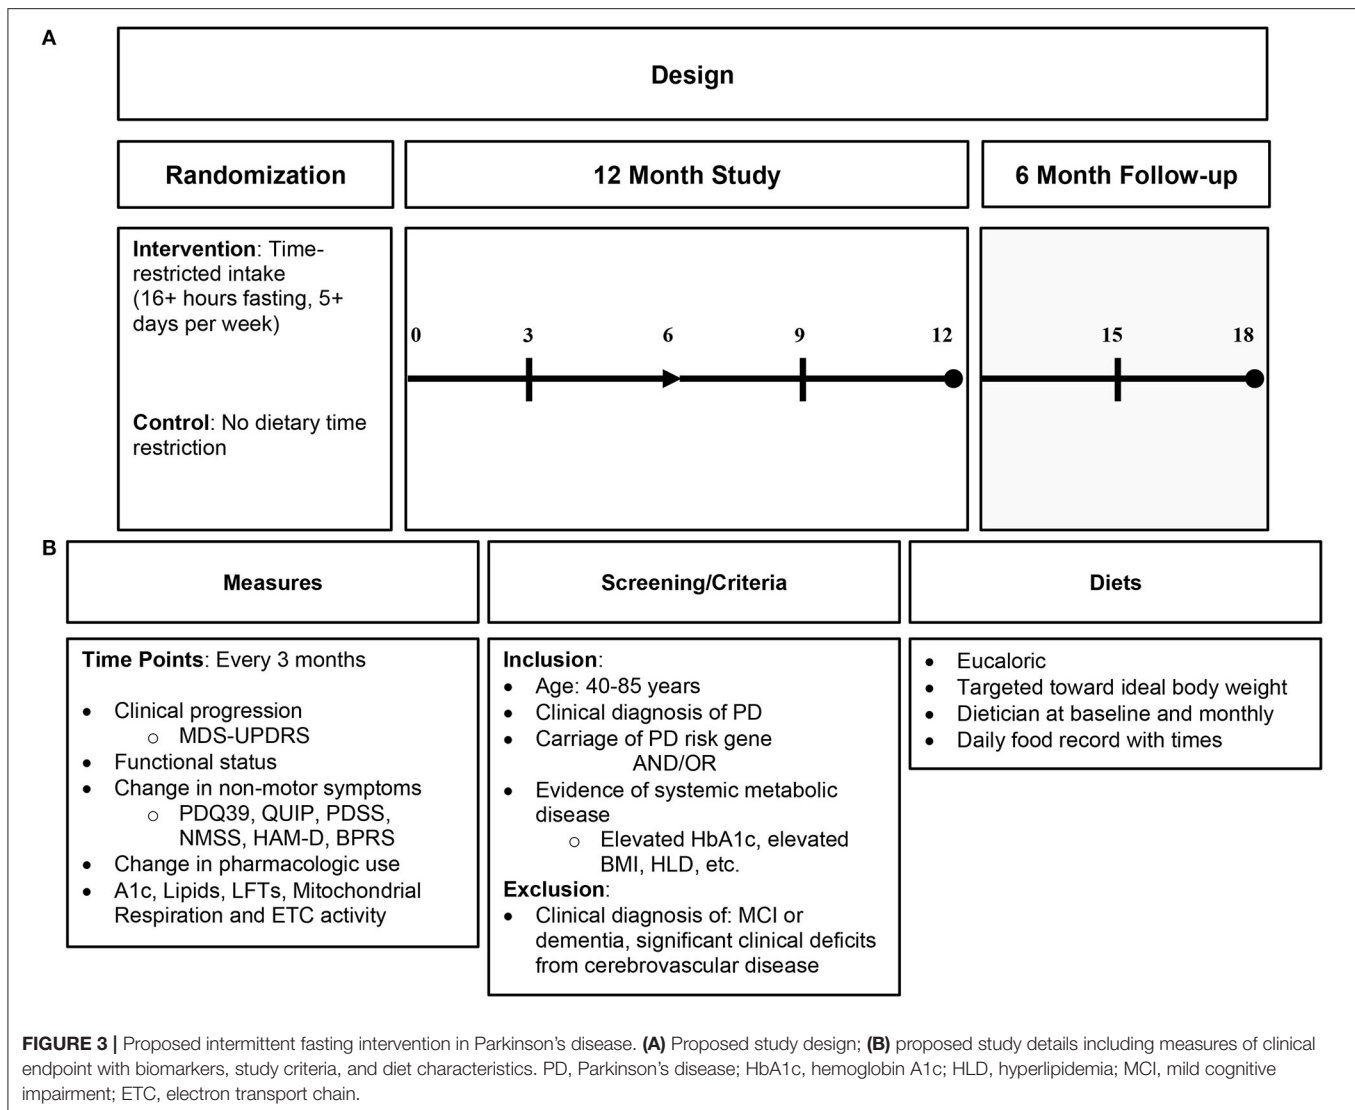 A
Design
Randomization
12 Month Study
6 Month Follow-up
Intervention: Time-
restricted intake
(16+ hours fasting, 5+
days per week)
Control: No dietary time
restriction
0 3 6 9 12
15 18
B
Measures
Screening/Criteria
Diets
Time Points: Every 3 months
• Clinical progression
o MDS-UPDRS
• Functional status
• Change in non-motor symptoms
o PDQ39, QUIP, PDSS,
NMSS, HAM-D, BPRS
• Change in pharmacologic use
• A1c, Lipids, LFTs, Mitochondrial
Respiration and ETC activity
Inclusion:
• Age: 40-85 years
• Clinical diagnosis of PD
• Carriage of PD risk gene
AND/OR
• Evidence of systemic metabolic
disease
o Elevated HbA1c, elevated
BMI, HLD, etc.
Exclusion:
• Clinical diagnosis of: MCI or
dementia, significant clinical deficits
from cerebrovascular disease
• Eucaloric
• Targeted toward ideal body weight
• Dietician at baseline and monthly
• Daily food record with times
FIGURE 3 | Proposed intermittent fasting intervention in Parkinson's disease. (A) Proposed study design; (B) proposed study details including measures of clinical
endpoint with biomarkers, study criteria, and diet characteristics. PD, Parkinson's disease; HbA1c, hemoglobin A1c; HLD, hyperlipidemia; MCI, mild cognitive
impairment; ETC, electron transport chain.